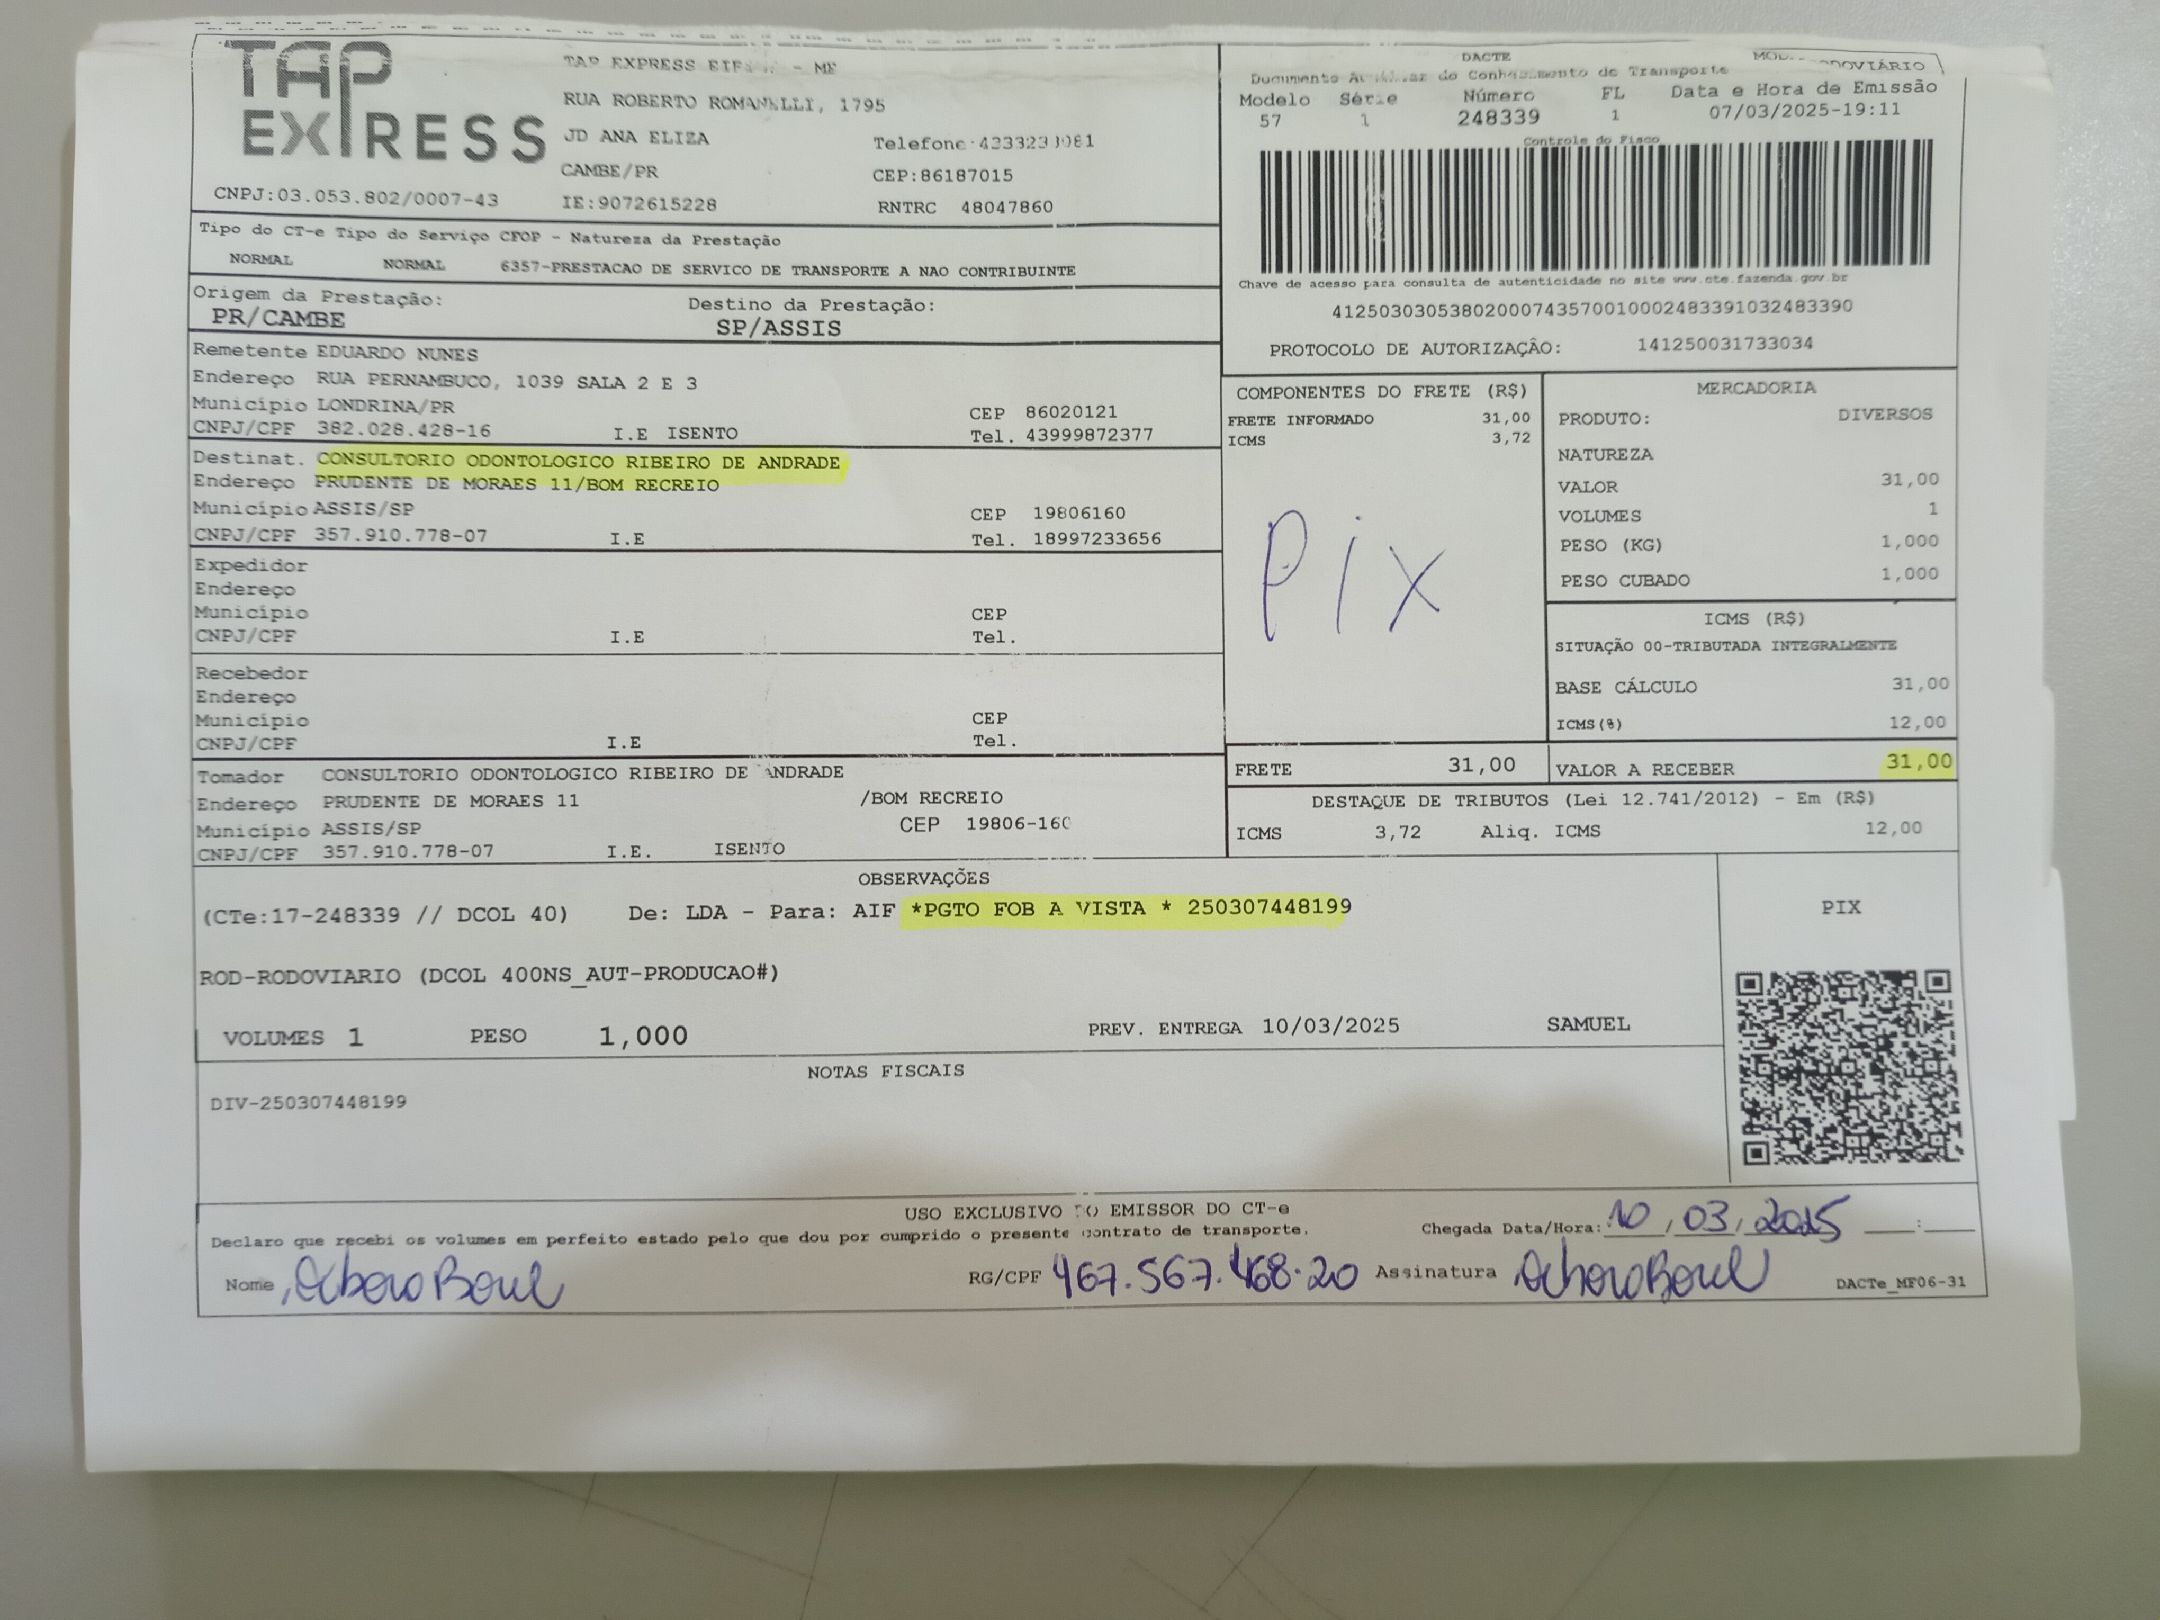 TAP EXPRESS
TAP EXPRESS - ME
RUA ROBERTO ROMANELLI, 1795
JD ANA ELIZA
Telefone:
CAMBE/PR
CEP:86187015
CNPJ:03.053.802/0007-43
IE:9072615228
RNTRC 48047860
DACTE
Documento Auxiliar do Conhecimento de Transporte
RODOVIÁRIO
Modelo Série Número FL Data e Hora de Emissão
57 1 248339 1 07/03/2025-19:11
Controle do Fisco
Chave de acesso para consulta de autenticidade no site www.cte.fazenda.gov.br
41250303053802000743570010002483391032483390
PROTOCOLO DE AUTORIZAÇÃO: 141250031733034
Tipo do CT-e Tipo do Serviço CFOP - Natureza da Prestação
NORMAL NORMAL 6357-PRESTACAO DE SERVICO DE TRANSPORTE A NAO CONTRIBUINTE
Origem da Prestação: Destino da Prestação:
PR/CAMBE SP/ASSIS
Remetente EDUARDO NUNES
Endereço RUA PERNAMBUCO, 1039 SALA 2 E 3
Município LONDRINA/PR CEP 86020121
CNPJ/CPF 382.028.428-16 I.E ISENTO Tel. 43999872377
Destinat. CONSULTORIO ODONTOLOGICO RIBEIRO DE ANDRADE
Endereço PRUDENTE DE MORAES 11/BOM RECREIO
Município ASSIS/SP CEP 19806160
CNPJ/CPF 357.910.778-07 I.E Tel. 18997233656
Expedidor
Endereço
Município CEP
CNPJ/CPF I.E Tel.
Recebedor
Endereço
Município CEP
CNPJ/CPF I.E Tel.
Tomador CONSULTORIO ODONTOLOGICO RIBEIRO DE ANDRADE
Endereço PRUDENTE DE MORAES 11 /BOM RECREIO
Município ASSIS/SP CEP 19806-160
CNPJ/CPF 357.910.778-07 I.E. ISENTO
COMPONENTES DO FRETE (R$)
FRETE INFORMADO 31,00
ICMS 3,72
Pix
MERCADORIA
PRODUTO: DIVERSOS
NATUREZA
VALOR 31,00
VOLUMES 1
PESO (KG) 1,000
PESO CUBADO 1,000
ICMS (R$)
SITUAÇÃO 00-TRIBUTADA INTEGRALMENTE
BASE CÁLCULO 31,00
ICMS(%) 12,00
FRETE 31,00 VALOR A RECEBER 31,00
DESTAQUE DE TRIBUTOS (Lei 12.741/2012) - Em (R$)
ICMS 3,72 Aliq. ICMS 12,00
OBSERVAÇÕES
(CTe:17-248339 // DCOL 40) De: LDA - Para: AIF *PGTO FOB A VISTA * 250307448199
ROD-RODOVIARIO (DCOL 400NS_AUT-PRODUCAO#)
VOLUMES 1 PESO 1,000 PREV. ENTREGA 10/03/2025 SAMUEL
PIX
NOTAS FISCAIS
DIV-250307448199
USO EXCLUSIVO DO EMISSOR DO CT-e
Declaro que recebi os volumes em perfeito estado pelo que dou por cumprido o presente contrato de transporte.
Chegada Data/Hora: 10/03/2025 :
Nome RG/CPF 467.567.468-20 Assinatura DACTe_MF06-31